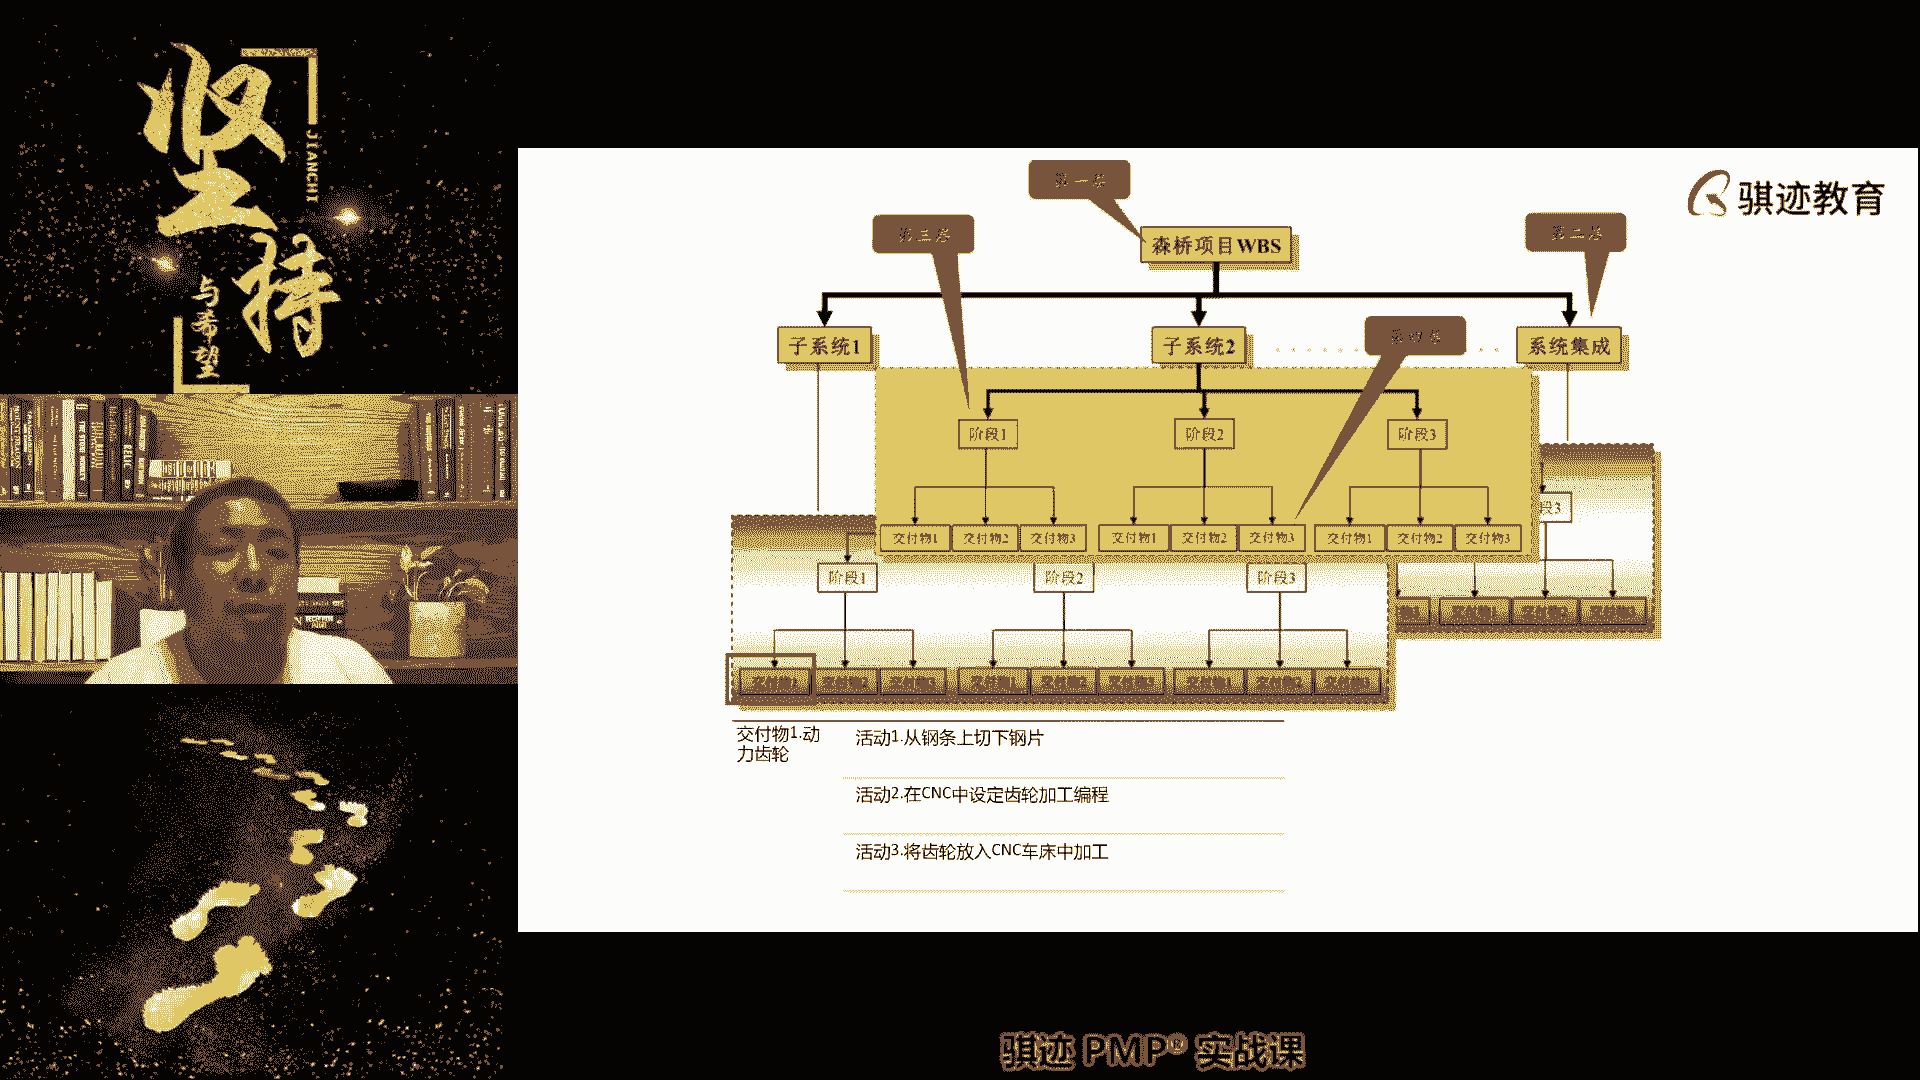 坚持
JIANCHI
与希望
骐迹教育
第一层
第三层
第二层
森桥项目WBS
第四层
子系统1
子系统2
系统集成
阶段1
阶段2
阶段3
段3
交付物1
交付物2
交付物3
交付物1
交付物2
交付物3
交付物1
交付物2
交付物3
阶段1
阶段2
阶段3
交付物1.动
力齿轮
活动1.从钢条上切下钢片
活动2.在CNC中设定齿轮加工编程
活动3.将齿轮放入CNC车床中加工
骐迹 PMP® 实战课